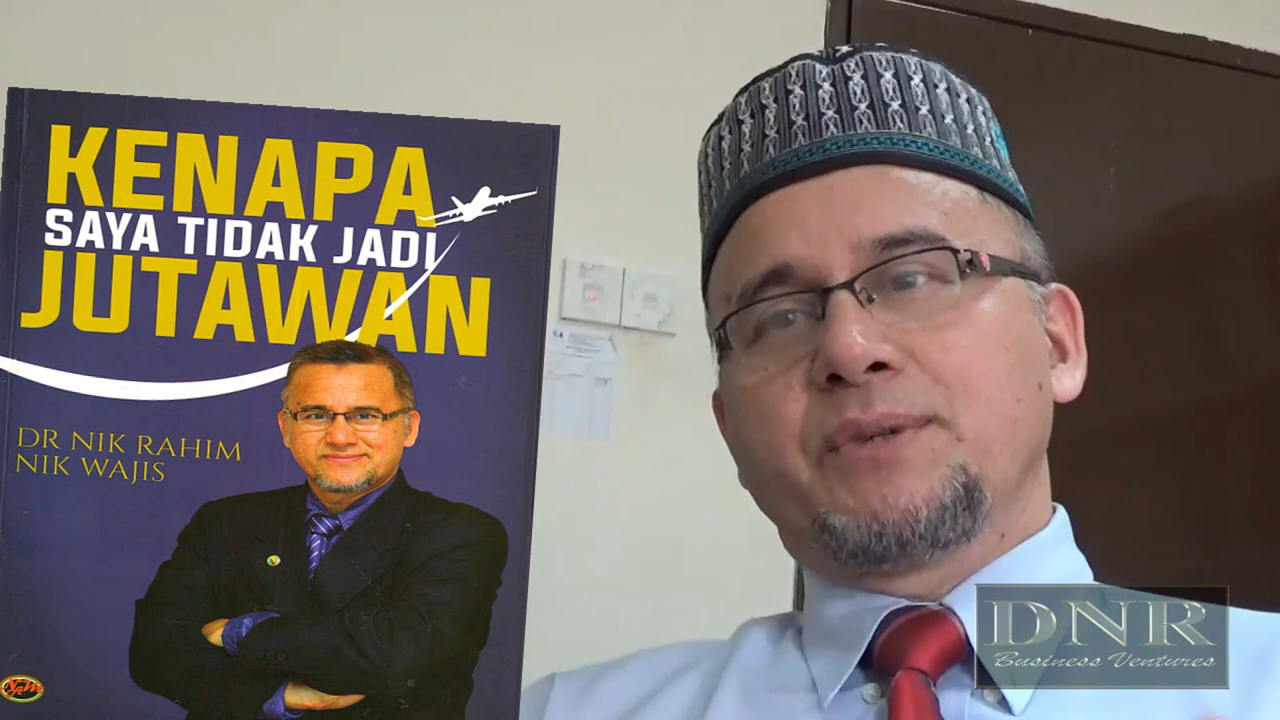 KENAPA
SAYA TIDAK JADI
JUTAWAN
DR NIK RAHIM
NIK WAJIS
DNR
Business Ventures